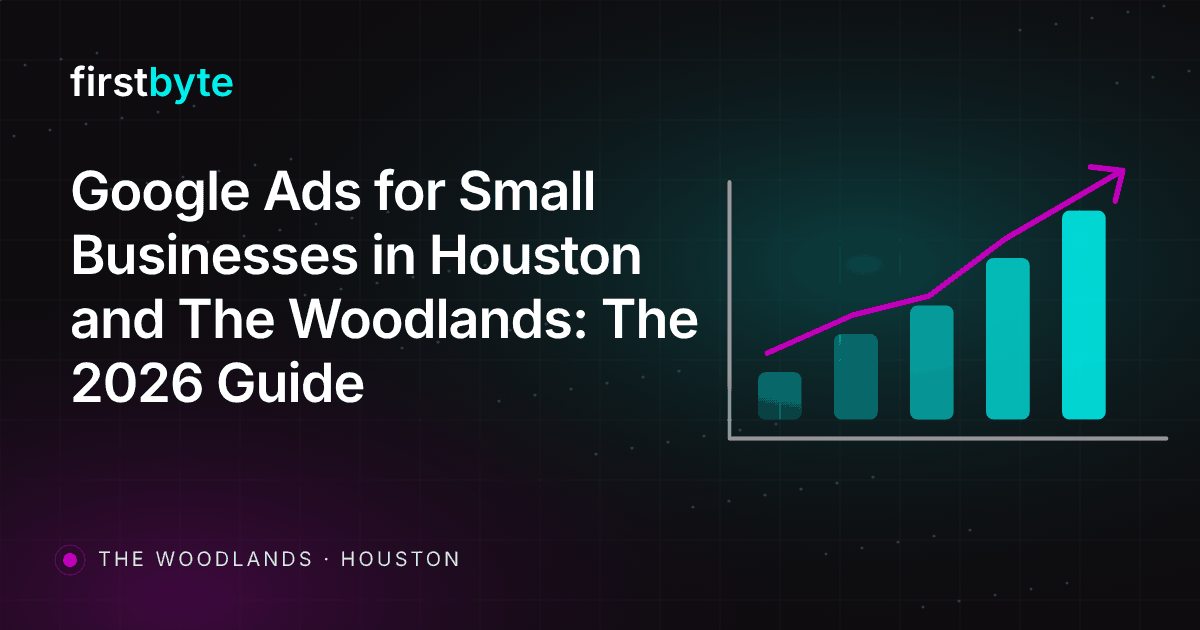 firstbyte
Google Ads for Small
Businesses in Houston
and The Woodlands: The
2026 Guide
THE WOODLANDS · HOUSTON